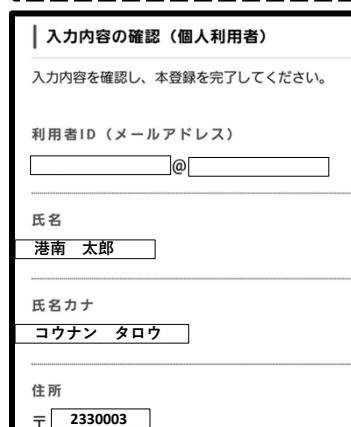 入力内容の確認（個人利用者）
入力内容を確認し、本登録を完了してください。
利用者ID（メールアドレス）
@
氏名
港南　太郎
氏名カナ
コウナン　タロウ
住所
〒 2330003